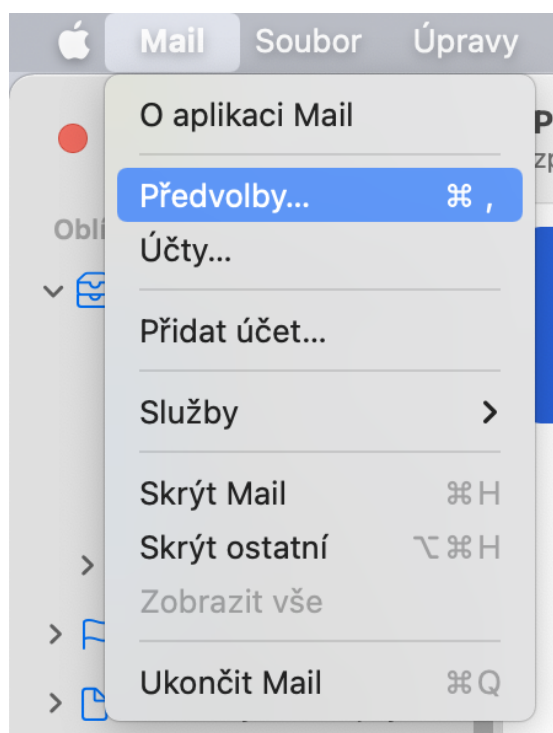 Mail Soubor Úpravy
O aplikaci Mail
Předvolby... ⌘ ,
Účty...
Přidat účet...
Služby
Skrýt Mail ⌘H
Skrýt ostatní ⌥⌘H
Zobrazit vše
Ukončit Mail ⌘Q